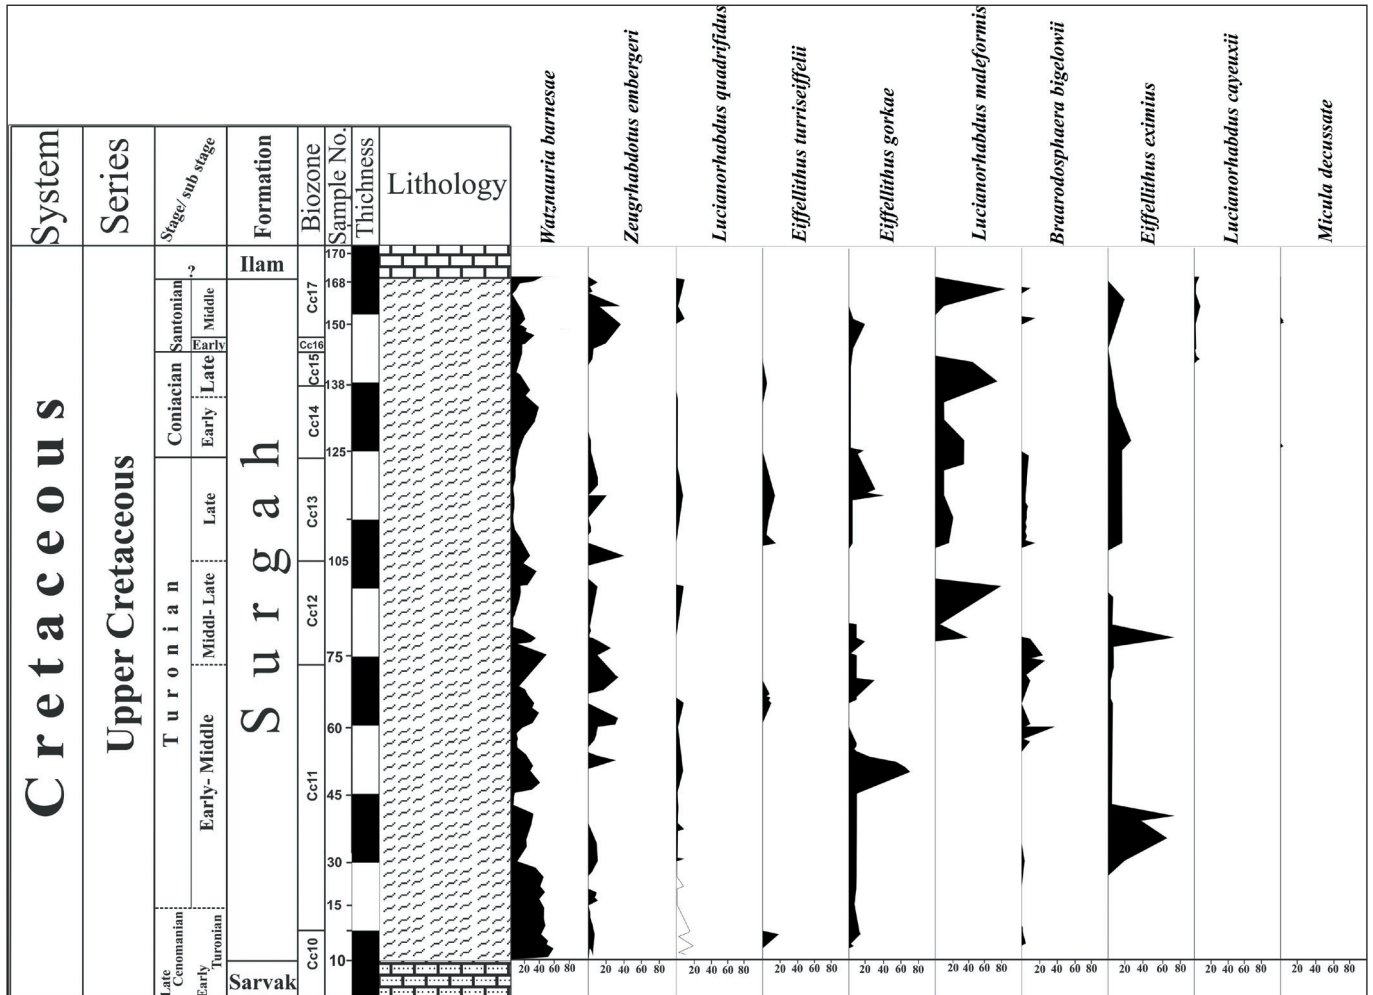 System
Series
Stage/ sub stage
Formation
Biozone
Sample No.
Thichness
Lithology
Watznauria barnesae
Zeugrhabdotus embergeri
Lucianorhabdus quadrifidus
Eiffellithus turriseiffelii
Eiffellithus gorkae
Lucianorhabdus maleformis
Braarodosphaera bigelowii
Eiffellithus eximius
Lucianorhabdus cayeuxii
Micula decussate
Cretaceous
Upper Cretaceous
?
Santonian
Middle
Early
Coniacian
Late
Early
Turonian
Late
Middl- Late
Early- Middle
Late
Cenomanian
Early
Turonian
Ilam
Surgah
Sarvak
Cc17
Cc16
Cc15
Cc14
Cc13
Cc12
Cc11
Cc10
170
168
150
138
125
105
75
60
45
30
15
10
20 40 60 80
20 40 60 80
20 40 60 80
20 40 60 80
20 40 60 80
20 40 60 80
20 40 60 80
20 40 60 80
20 40 60 80
20 40 60 80